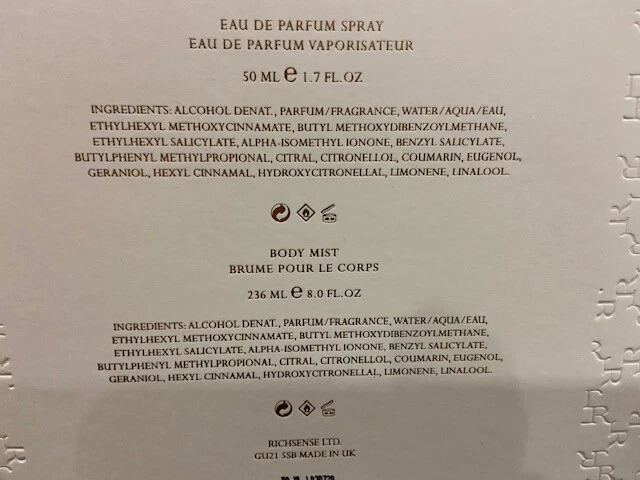 EAU DE PARFUM SPRAY
EAU DE PARFUM VAPORISATEUR
50 ML ℮ 1.7 FL.OZ
INGREDIENTS: ALCOHOL DENAT., PARFUM/FRAGRANCE, WATER/AQUA/EAU,
ETHYLHEXYL METHOXYCINNAMATE, BUTYL METHOXYDIBENZOYLMETHANE,
ETHYLHEXYL SALICYLATE, ALPHA-ISOMETHYL IONONE, BENZYL SALICYLATE,
BUTYLPHENYL METHYLPROPIONAL, CITRAL, CITRONELLOL, COUMARIN, EUGENOL,
GERANIOL, HEXYL CINNAMAL, HYDROXYCITRONELLAL, LIMONENE, LINALOOL.
BODY MIST
BRUME POUR LE CORPS
236 ML ℮ 8.0 FL.OZ
INGREDIENTS: ALCOHOL DENAT., PARFUM/FRAGRANCE, WATER/AQUA/EAU,
ETHYLHEXYL METHOXYCINNAMATE, BUTYL METHOXYDIBENZOYLMETHANE,
ETHYLHEXYL SALICYLATE, ALPHA-ISOMETHYL IONONE, BENZYL SALICYLATE,
BUTYLPHENYL METHYLPROPIONAL, CITRAL, CITRONELLOL, COUMARIN, EUGENOL,
GERANIOL, HEXYL CINNAMAL, HYDROXYCITRONELLAL, LIMONENE, LINALOOL.
RICHSENSE LTD.
GU21 5SB MADE IN UK